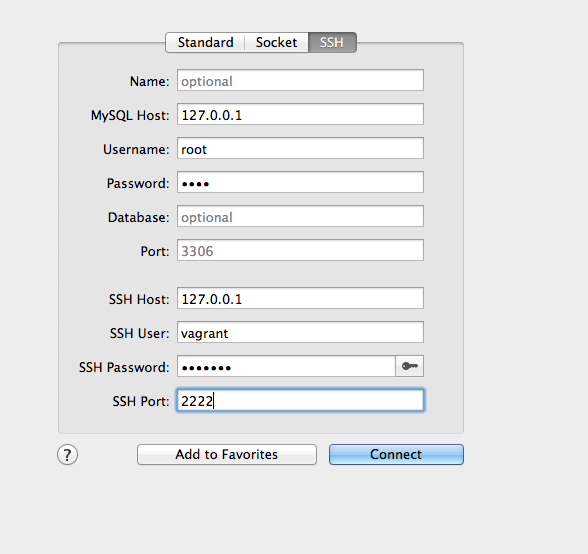 Standard Socket SSH
Name: optional
MySQL Host: 127.0.0.1
Username: root
Password: ••••
Database: optional
Port: 3306
SSH Host: 127.0.0.1
SSH User: vagrant
SSH Password: •••••••
SSH Port: 2222
? Add to Favorites Connect